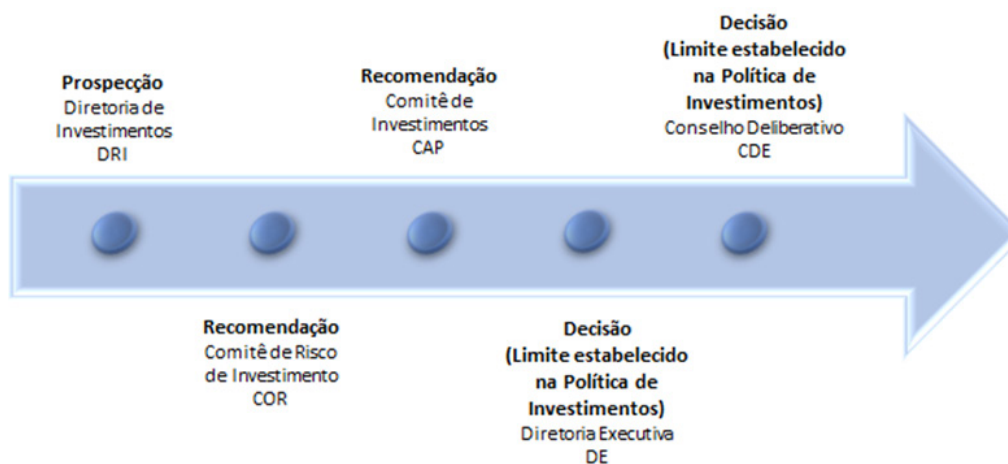 Prospecção
Diretoria de
Investimentos
DRI
Recomendação
Comitê de Risco
de Investimento
COR
Recomendação
Comitê de
Investimentos
CAP
Decisão
(Limite estabelecido
na Política de
Investimentos)
Diretoria Executiva
DE
Decisão
(Limite estabelecido
na Política de
Investimentos)
Conselho Deliberativo
CDE